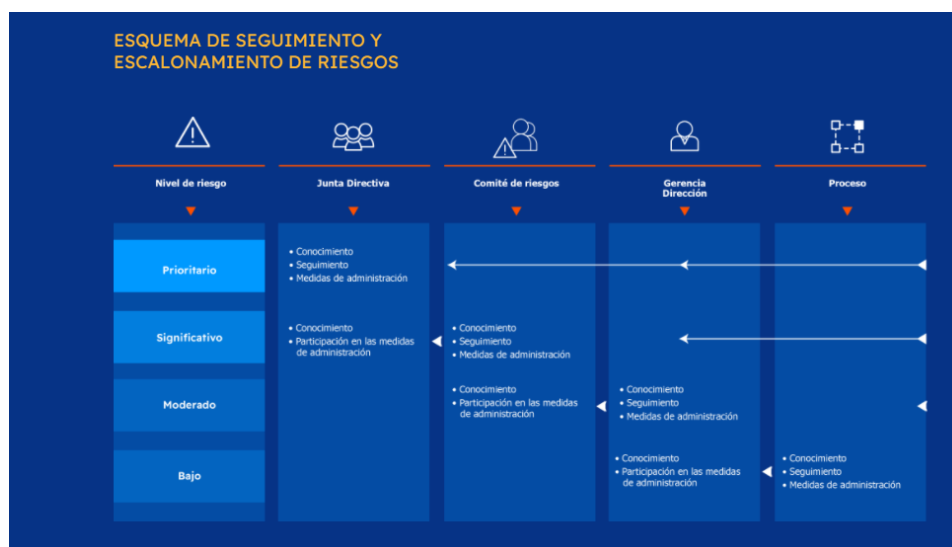 ESQUEMA DE SEGUIMIENTO Y
ESCALONAMIENTO DE RIESGOS
Nivel de riesgo
Junta Directiva
Comité de riesgos
Gerencia
Dirección
Proceso
Prioritario
• Conocimiento
• Seguimiento
• Medidas de administración
Significativo
• Conocimiento
• Participación en las medidas
de administración
• Conocimiento
• Seguimiento
• Medidas de administración
Moderado
• Conocimiento
• Participación en las medidas
de administración
• Conocimiento
• Seguimiento
• Medidas de administración
Bajo
• Conocimiento
• Participación en las medidas
de administración
• Conocimiento
• Seguimiento
• Medidas de administración